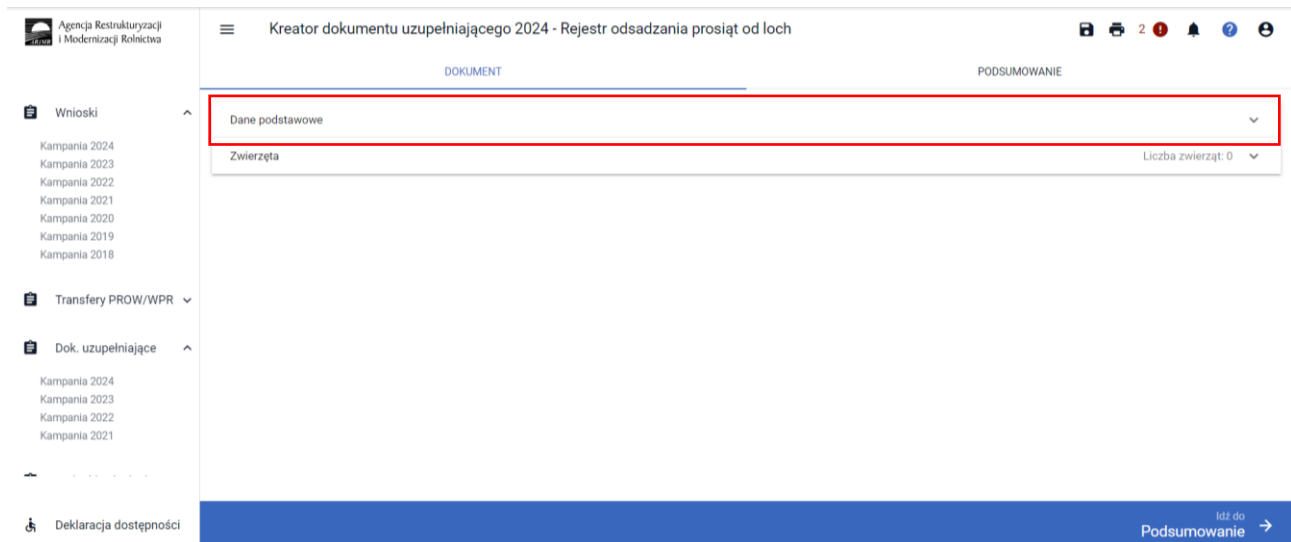 Agencja Restrukturyzacji
i Modernizacji Rolnictwa
Kreator dokumentu uzupełniającego 2024 - Rejestr odsadzania prosiąt od loch
2
DOKUMENT
PODSUMOWANIE
Wnioski
Kampania 2024
Kampania 2023
Kampania 2022
Kampania 2021
Kampania 2020
Kampania 2019
Kampania 2018
Transfery PROW/WPR
Dok. uzupełniające
Kampania 2024
Kampania 2023
Kampania 2022
Kampania 2021
Deklaracja dostępności
Dane podstawowe
Zwierzęta
Liczba zwierząt: 0
Idź do
Podsumowanie